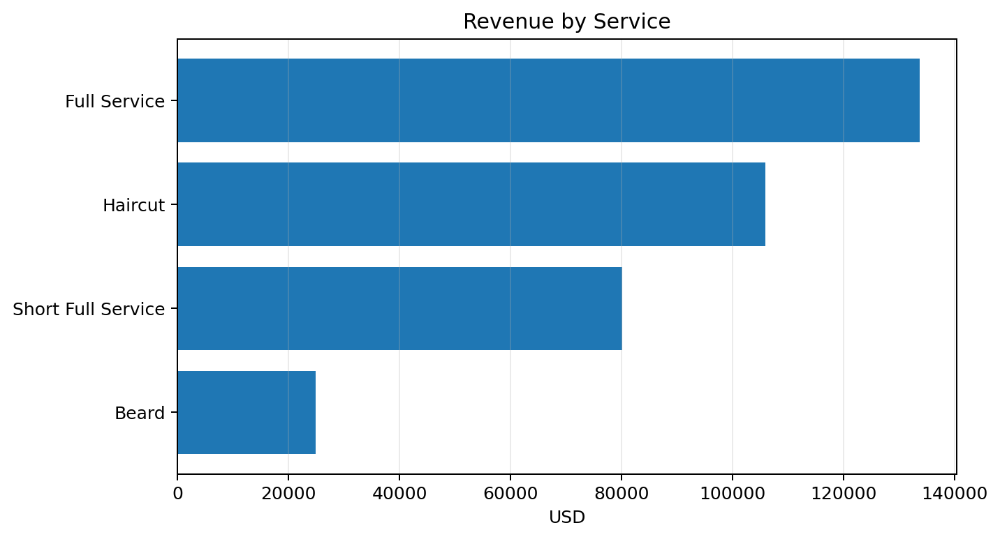 Revenue by Service
Full Service
Haircut
Short Full Service
Beard
0 20000 40000 60000 80000 100000 120000 140000
USD